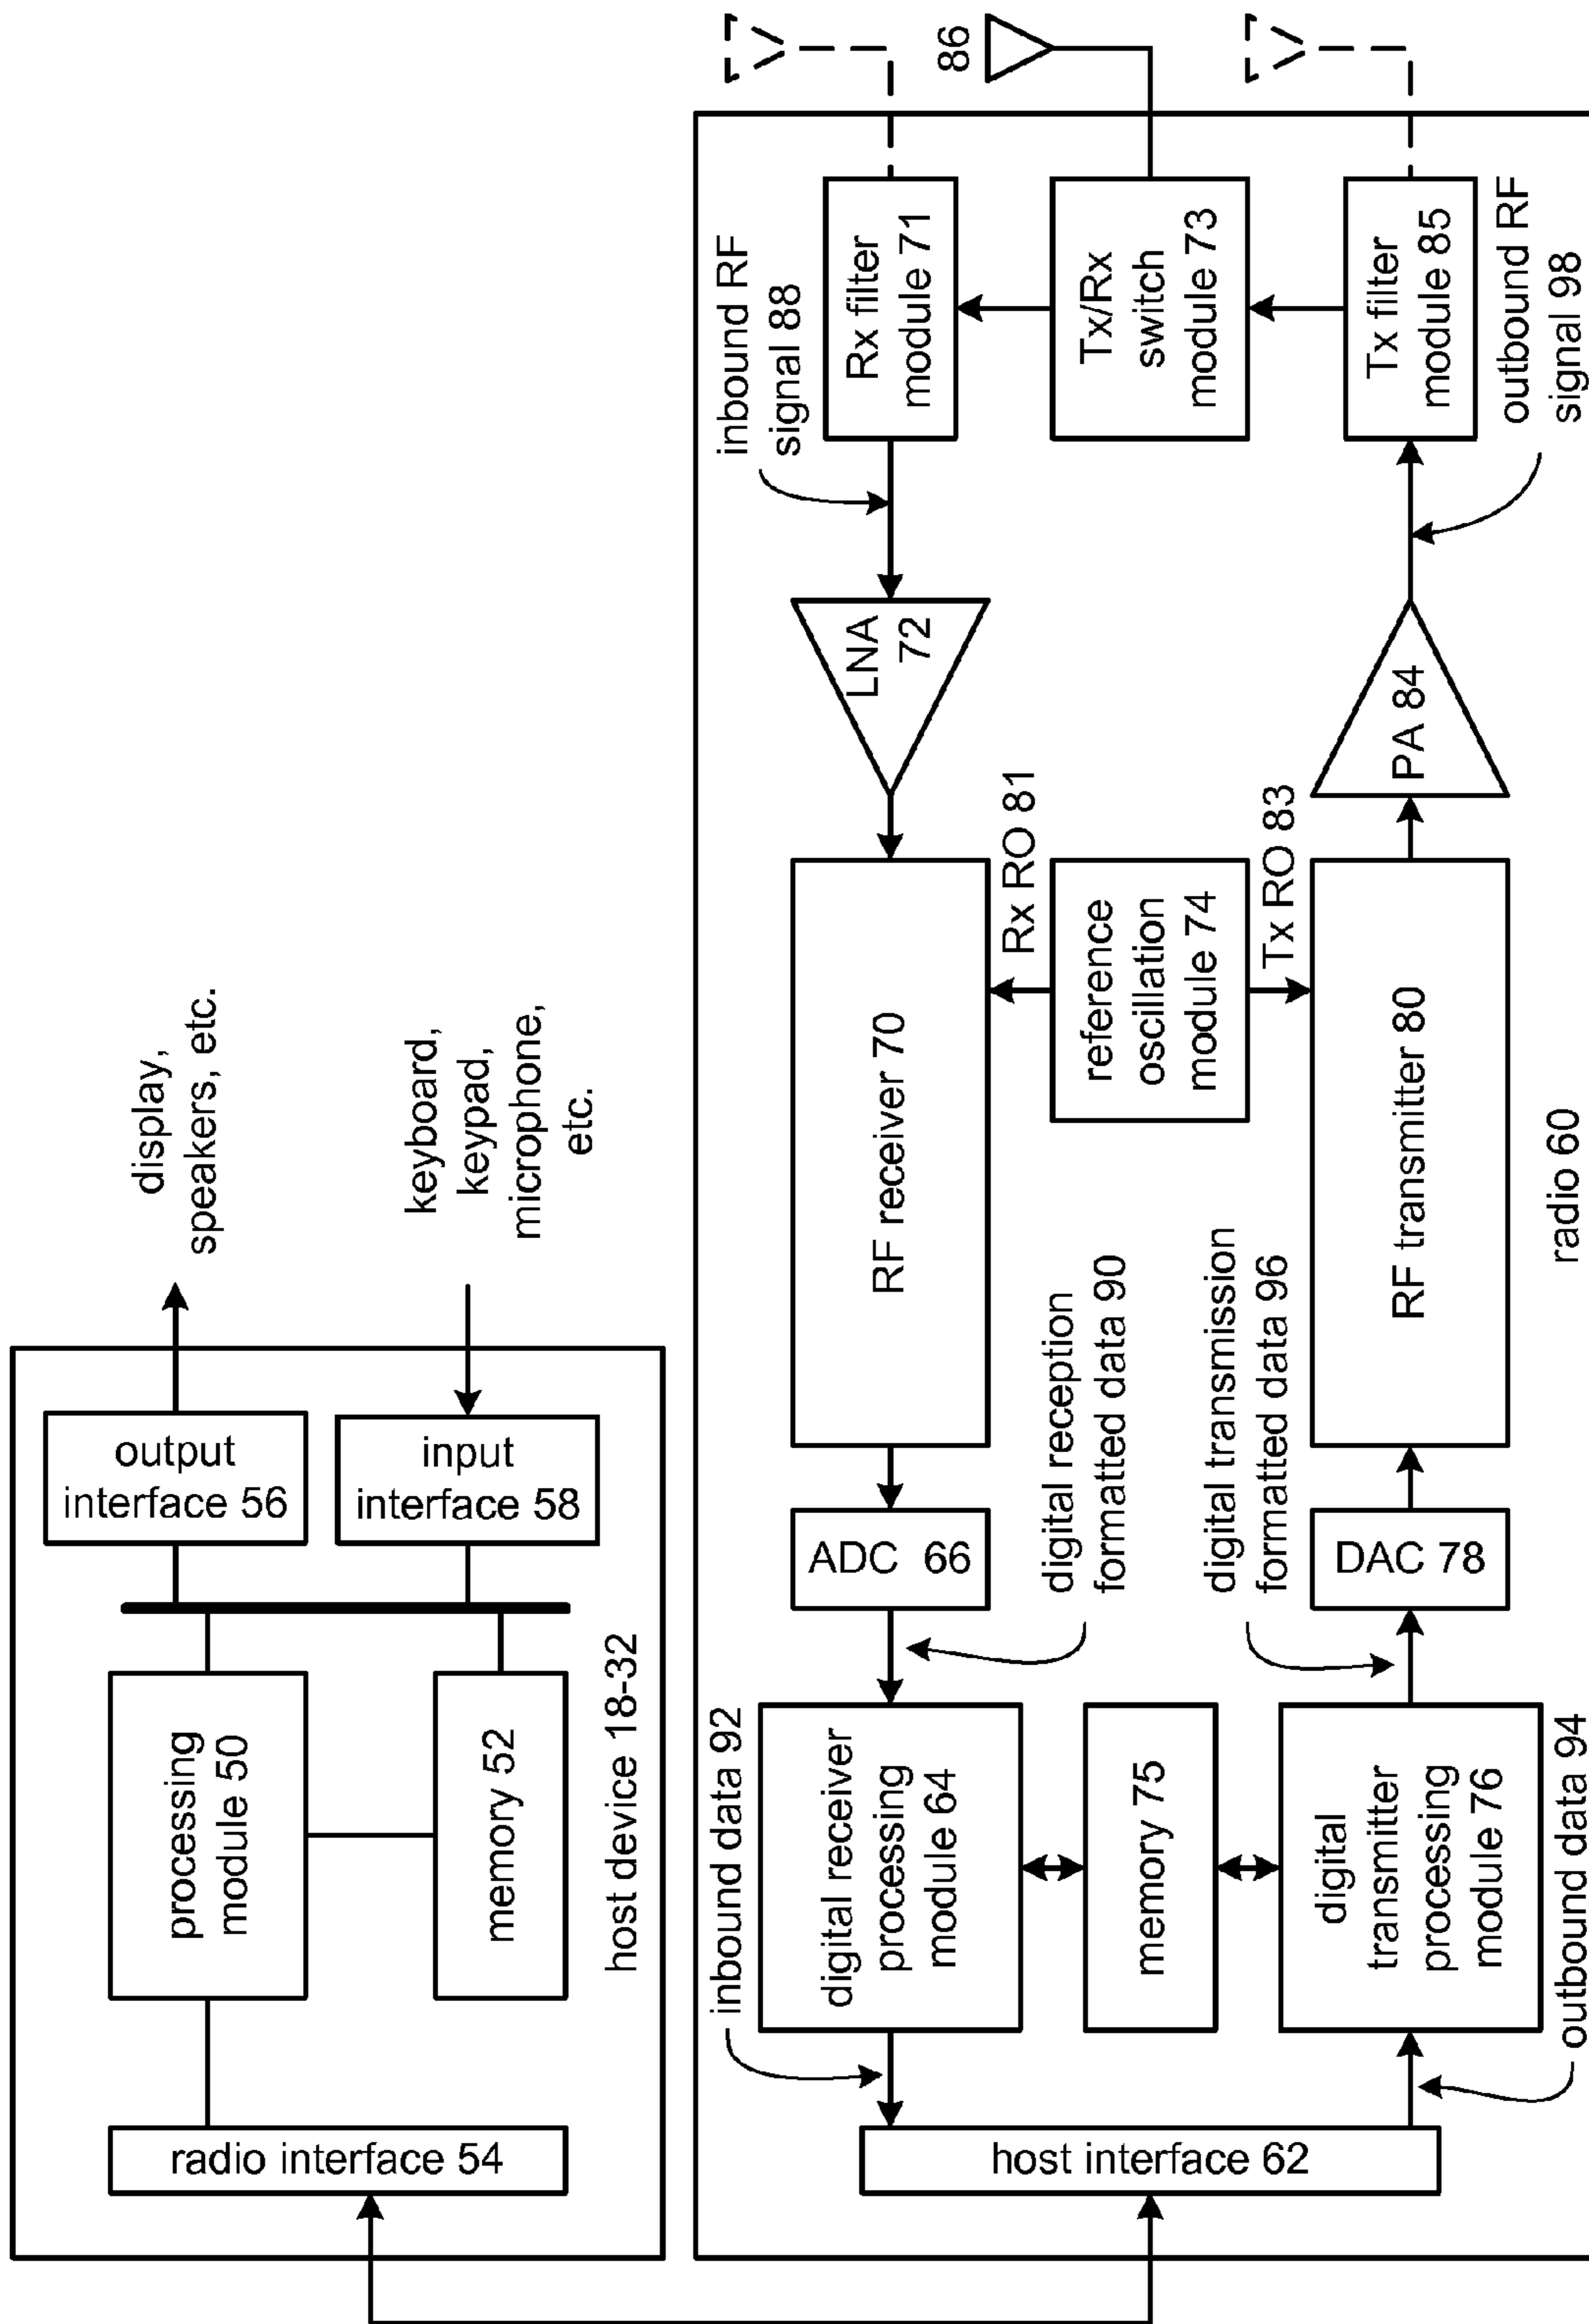 display,
speakers, etc.
keyboard,
keypad,
microphone,
etc.
output
interface 56
input
interface 58
processing
module 50
memory 52
host device 18-32
radio interface 54
86
inbound RF
signal 88
Rx filter
module 71
Tx/Rx
switch
module 73
Tx filter
module 85
outbound RF
signal 98
LNA
72
PA 84
Rx RO 81
Tx RO 83
RF receiver 70
reference
oscillation
module 74
RF transmitter 80
radio 60
ADC 66
digital reception
formatted data 90
digital transmission
formatted data 96
DAC 78
inbound data 92
digital receiver
processing
module 64
memory 75
digital
transmitter
processing
module 76
outbound data 94
host interface 62